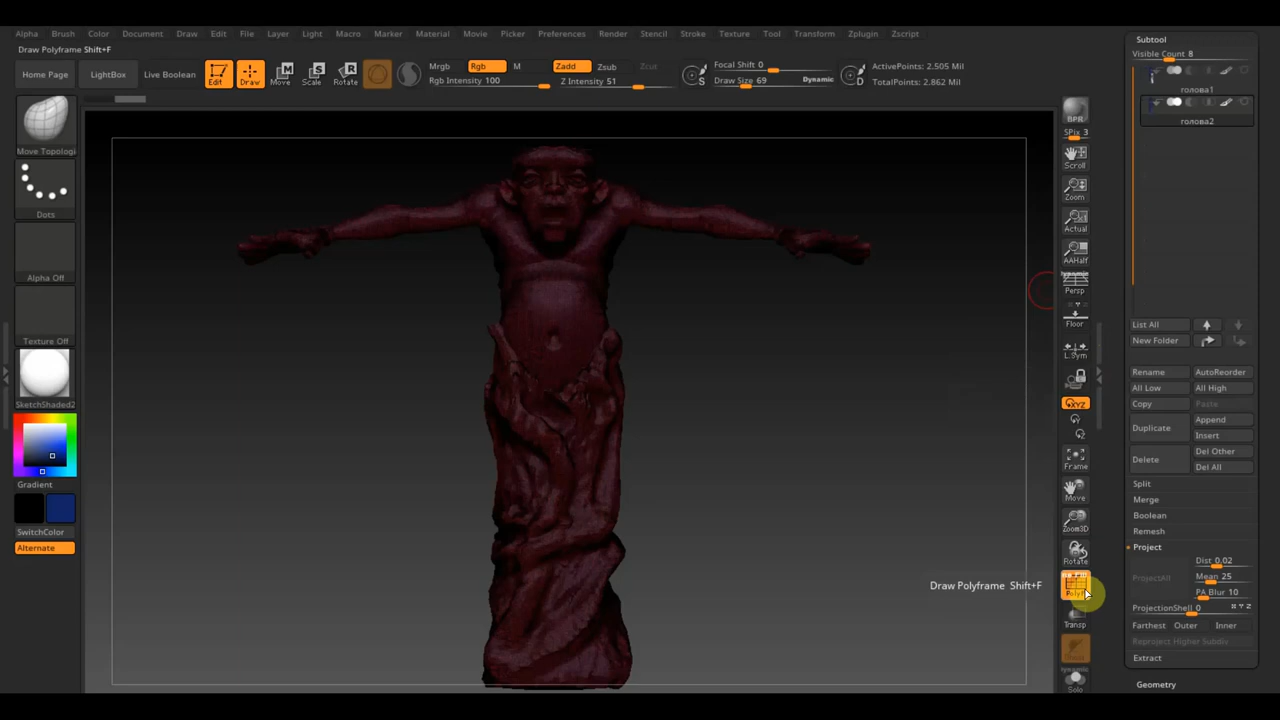 Alpha Brush Color Document Draw Edit File Layer Light Macro Marker Material Movie Picker Preferences Render Stencil Stroke Texture Tool Transform Zplugin Zscript
Draw Polyframe Shift+F
Home Page
LightBox
Live Boolean
Edit
Draw
Move
Scale
Rotate
Mrgb Rgb M
Rgb Intensity 100
Zadd Zsub Zcut
Z Intensity 51
Focal Shift 0
Draw Size 69 Dynamic
ActivePoints: 2.505 Mil
TotalPoints: 2.862 Mil
Move Topologi
Dots
Alpha Off
Texture Off
SketchShaded2
Gradient
SwitchColor
Alternate
BPR
SPix 3
Scroll
Zoom
Actual
AAHalf
Persp
Floor
L.Sym
XYZ
Frame
Move
Zoom3D
Rotate
PolyF
Transp
Solo
Draw Polyframe Shift+F
Subtool
Visible Count 8
голова1
голова2
List All
New Folder
Rename AutoReorder
All Low All High
Copy Paste
Duplicate
Append
Insert
Delete
Del Other
Del All
Split
Merge
Boolean
Remesh
Project
ProjectAll
Dist 0.02
Mean 25
PA Blur 10
ProjectionShell 0
Farthest Outer Inner
Reproject Higher Subdiv
Extract
Geometry